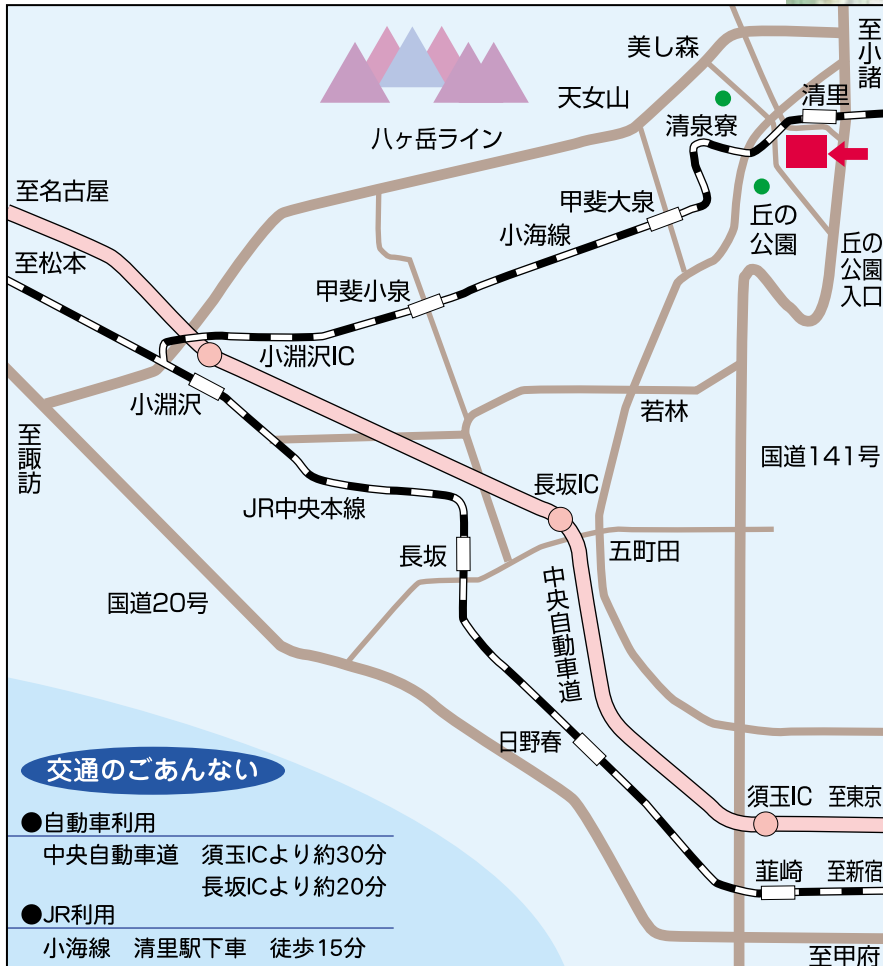 至小諸
美し森
天女山
清里
清泉寮
八ヶ岳ライン
至名古屋
甲斐大泉
丘の
公園
小海線
丘の
公園
入口
至松本
甲斐小泉
小淵沢IC
小淵沢
若林
至諏訪
国道141号
長坂IC
JR中央本線
長坂
五町田
中央自動車道
国道20号
日野春
交通のごあんない
須玉IC
至東京
●自動車利用
中央自動車道 須玉ICより約30分
長坂ICより約20分
韮崎
至新宿
●JR利用
小海線 清里駅下車 徒歩15分
至甲府